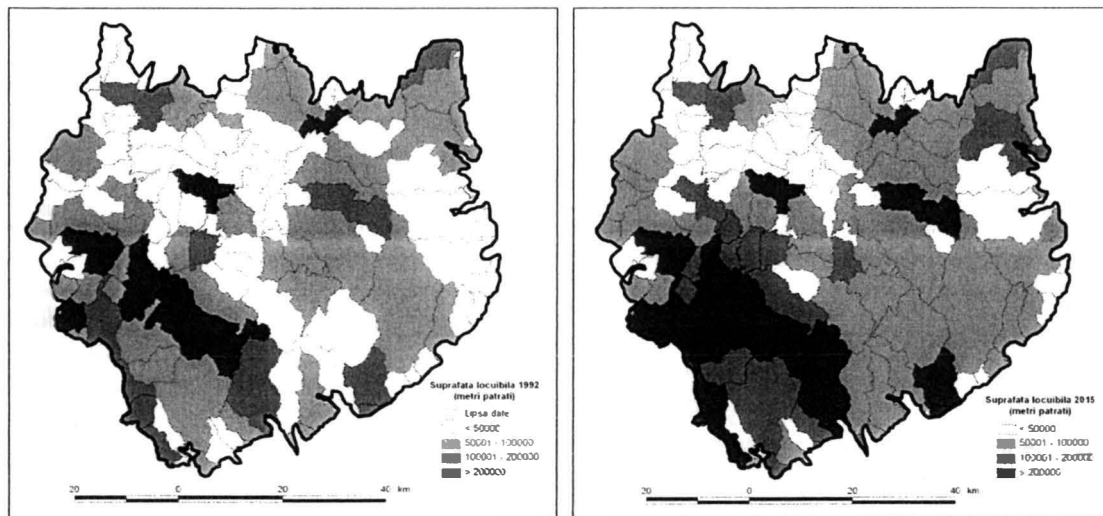 Suprafata locuibila 1992
(metri patrati)
Lipsa date
< 50000
50001 - 100000
100001 - 200000
> 200000
20 0 20 40 km
Suprafata locuibila 2015
(metri patrati)
< 50000
50001 - 100000
100001 - 200000
> 200000
20 0 20 40 km